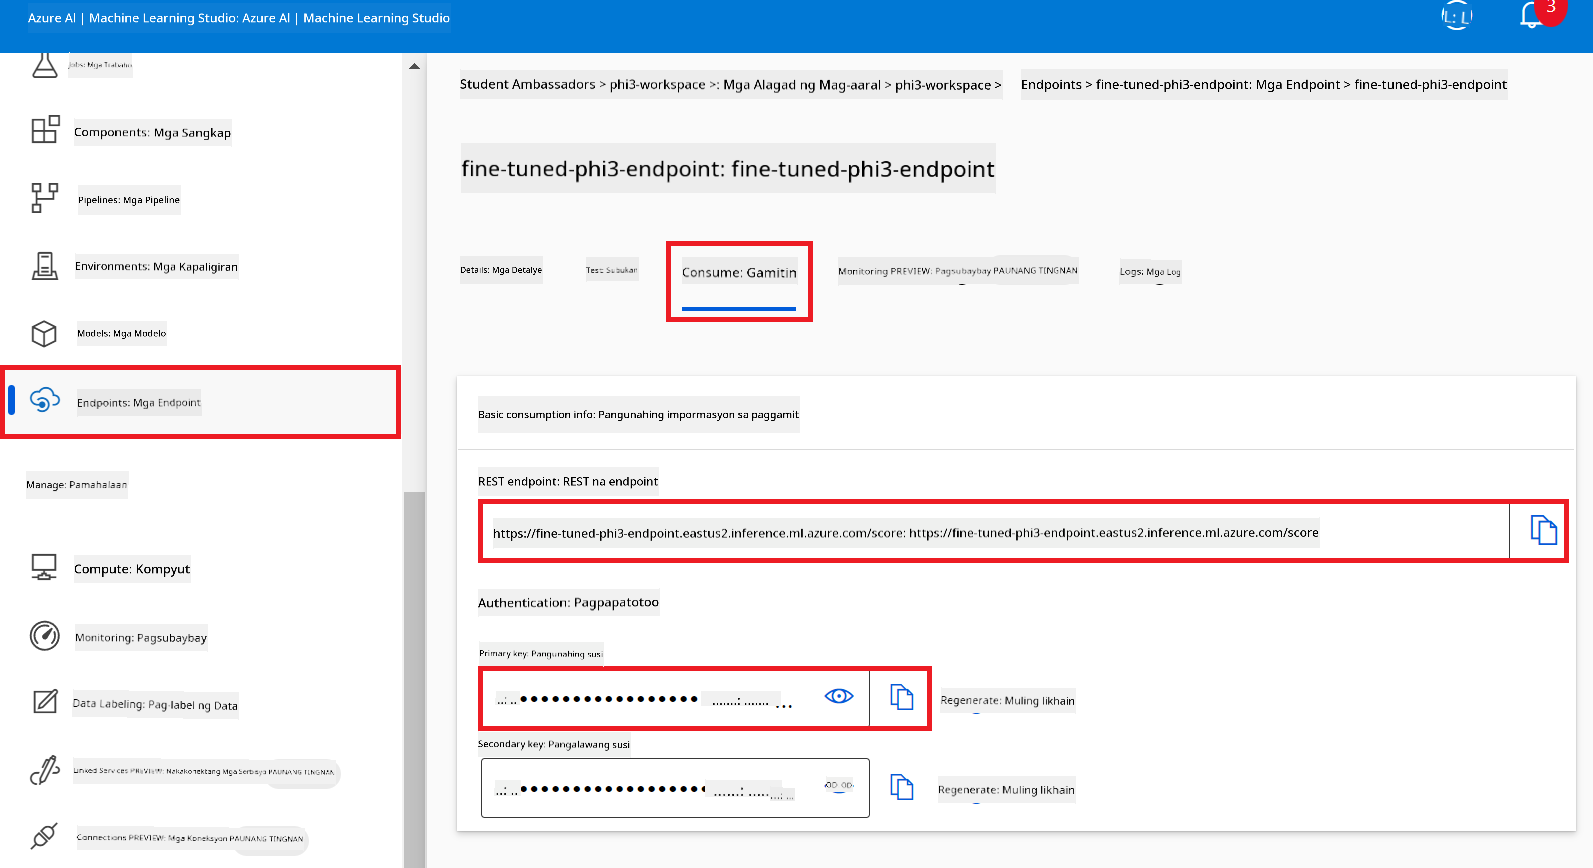 Azure AI | Machine Learning Studio: Azure AI | Machine Learning Studio
3
Jobs: Mga Trabaho
Components: Mga Sangkap
Pipelines: Mga Pipeline
Environments: Mga Kapaligiran
Models: Mga Modelo
Endpoints: Mga Endpoint
Manage: Pamahalaan
Compute: Kompyut
Monitoring: Pagsubaybay
Data Labeling: Pag-label ng Data
Linked Services PREVIEW: Nakakonektang Mga Serbisyo PAUNANG TINGNAN
Connections PREVIEW: Mga Koneksyon PAUNANG TINGNAN
Student Ambassadors > phi3-workspace >: Mga Alagad ng Mag-aaral > phi3-workspace > Endpoints > fine-tuned-phi3-endpoint: Mga Endpoint > fine-tuned-phi3-endpoint
fine-tuned-phi3-endpoint: fine-tuned-phi3-endpoint
Details: Mga Detalye
Test: Subukan
Consume: Gamitin
Monitoring PREVIEW: Pagsubaybay PAUNANG TINGNAN
Logs: Mga Log
Basic consumption info: Pangunahing impormasyon sa paggamit
REST endpoint: REST na endpoint
https://fine-tuned-phi3-endpoint.eastus2.inference.ml.azure.com/score: https://fine-tuned-phi3-endpoint.eastus2.inference.ml.azure.com/score
Authentication: Pagpapatotoo
Primary key: Pangunahing susi
Regenerate: Muling likhain
Secondary key: Pangalawang susi
Regenerate: Muling likhain